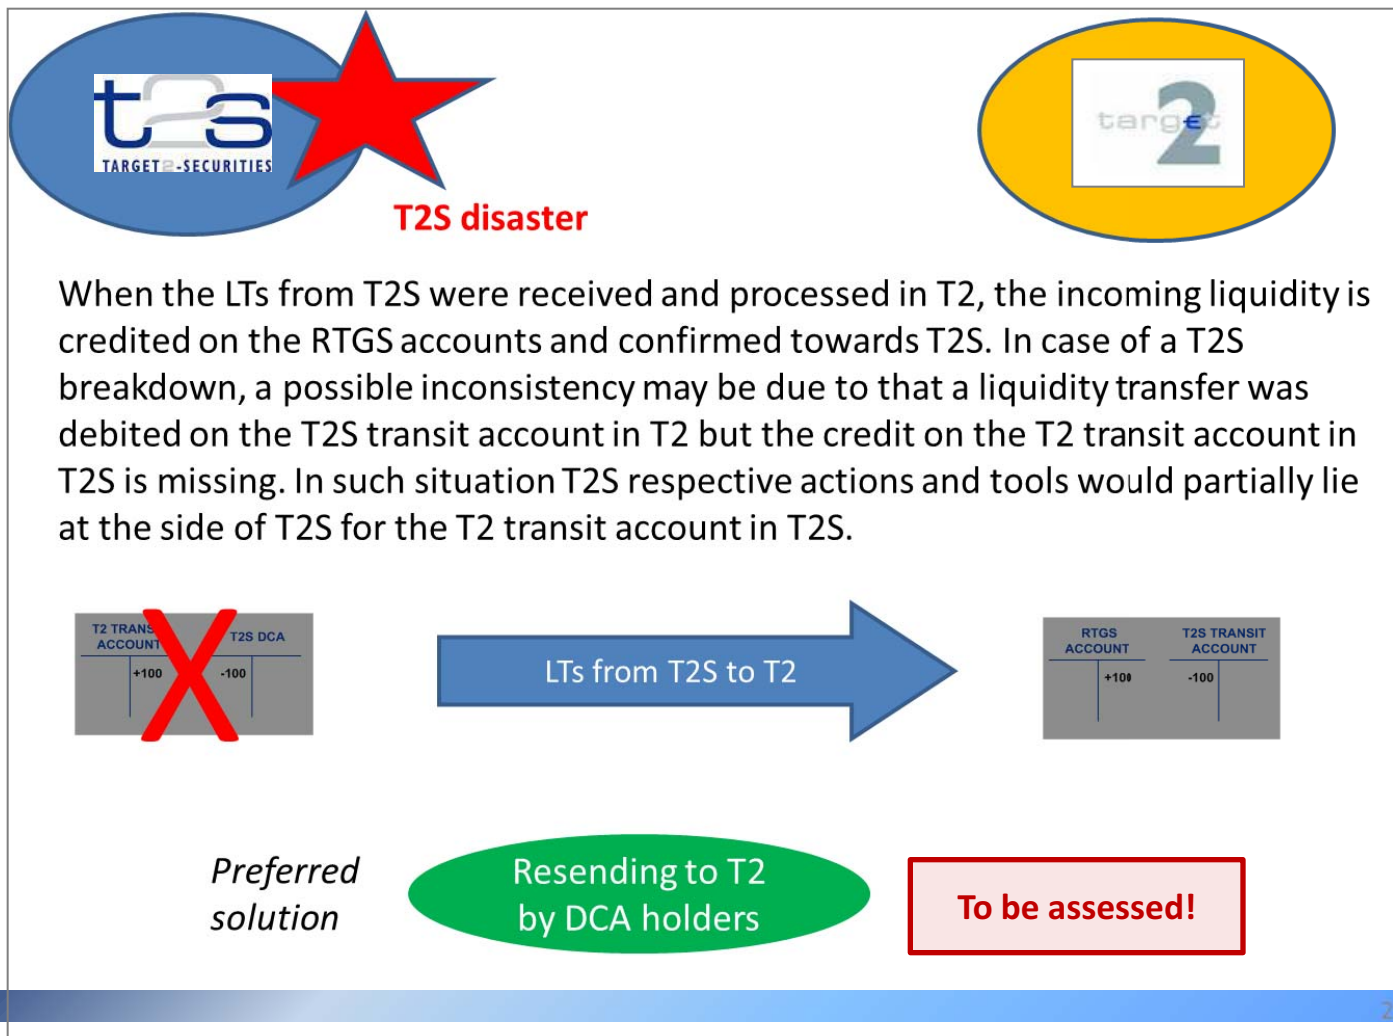 t2s
TARGET2-SECURITIES
target2
T2S disaster
When the LTs from T2S were received and processed in T2, the incoming liquidity is
credited on the RTGS accounts and confirmed towards T2S. In case of a T2S
breakdown, a possible inconsistency may be due to that a liquidity transfer was
debited on the T2S transit account in T2 but the credit on the T2 transit account in
T2S is missing. In such situation T2S respective actions and tools would partially lie
at the side of T2S for the T2 transit account in T2S.
T2 TRANS
ACCOUNT
T2S DCA
+100
-100
X
LTs from T2S to T2
RTGS
ACCOUNT
T2S TRANSIT
ACCOUNT
+100
-100
Preferred
solution
Resending to T2
by DCA holders
To be assessed!